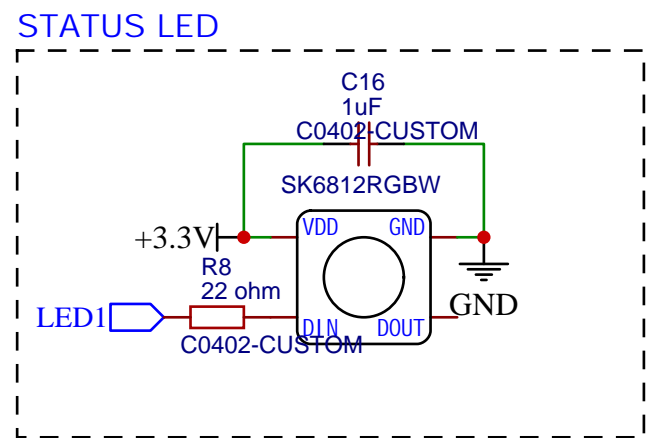 STATUS LED
C16
1uF
C0402-CUSTOM
SK6812RGBW
VDD GND
+3.3V
R8
22 ohm
GND
LED1
DIN DOUT
C0402-CUSTOM